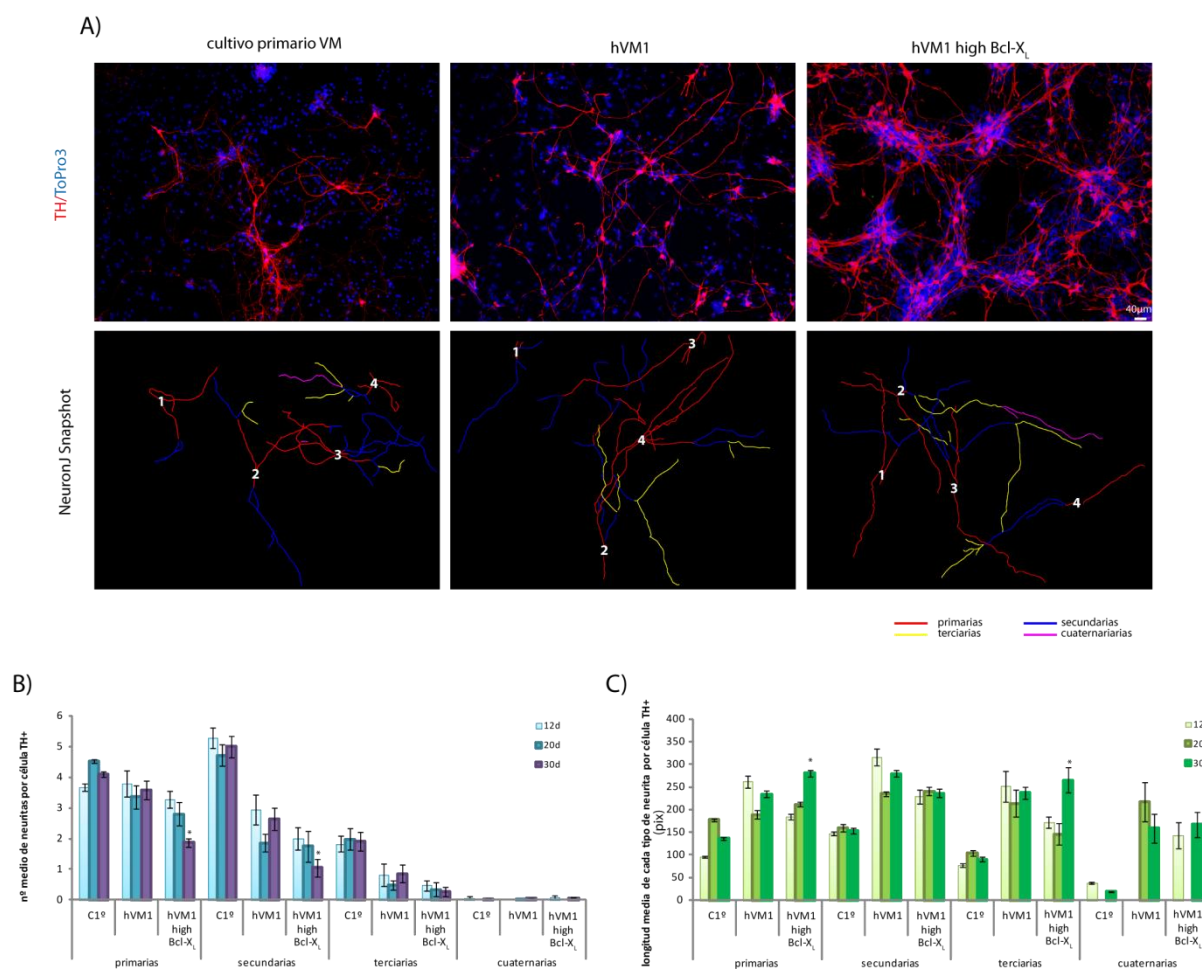 A)
cultivo primario VM
hVM1
hVM1 high Bcl-XL
TH/ToPro3
40µm
NeuronJ Snapshot
1
2
3
4
1
2
3
4
1
2
3
4
primarias
secundarias
terciarias
cuaternariarias
B)
nº medio de neuritas por célula TH+
6
5
4
3
2
1
0
12d
20d
30d
*
*
C1º
hVM1
hVM1 high Bcl-XL
C1º
hVM1
hVM1 high Bcl-XL
C1º
hVM1
hVM1 high Bcl-XL
C1º
hVM1
hVM1 high Bcl-XL
primarias
secundarias
terciarias
cuaternarias
C)
longitud media de cada tipo de neurita por célula TH+
(pix)
400
350
300
250
200
150
100
50
0
12
20
30
*
*
C1º
hVM1
hVM1 high Bcl-XL
C1º
hVM1
hVM1 high Bcl-XL
C1º
hVM1
hVM1 high Bcl-XL
C1º
hVM1
hVM1 high Bcl-XL
primarias
secundarias
terciarias
cuaternarias